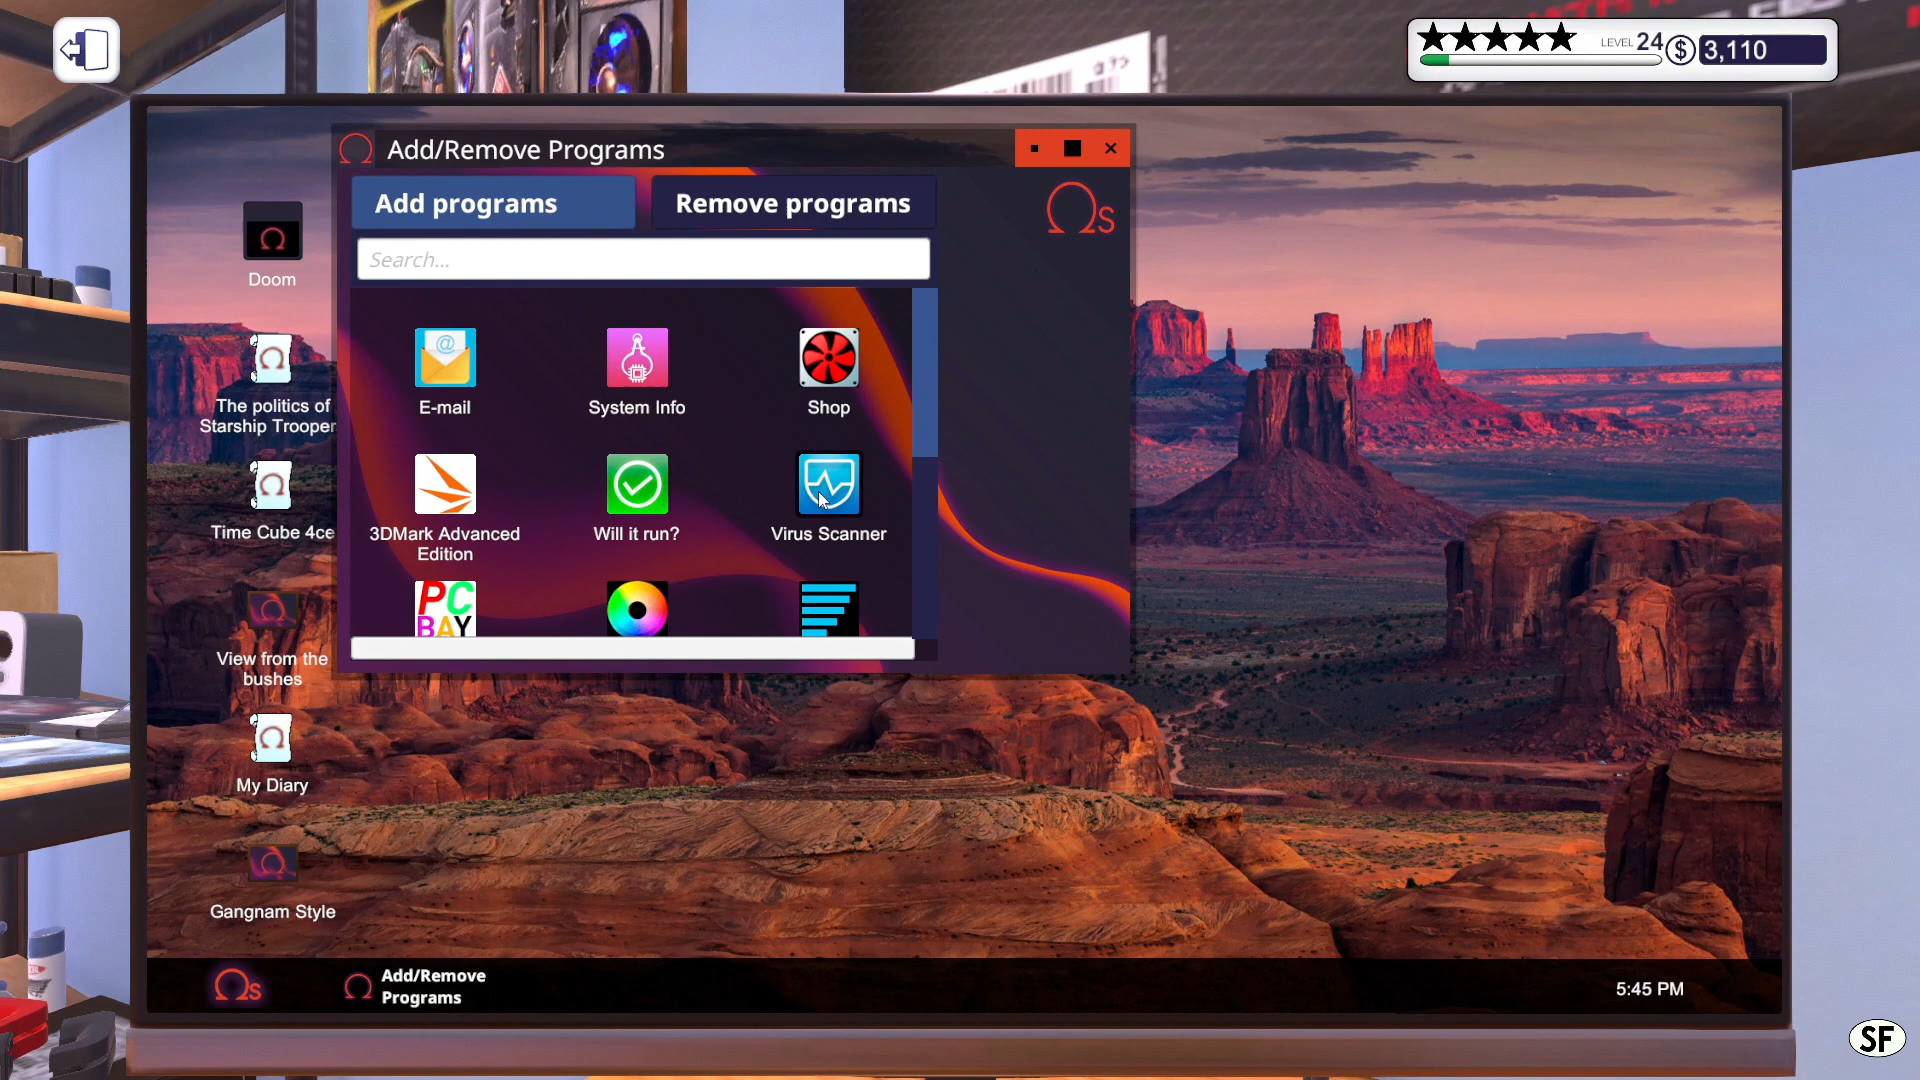 LEVEL 24
$ 3,110
Add/Remove Programs
Add programs
Remove programs
Search...
Ωs
Doom
The politics of
Starship Trooper
Time Cube 4ce
View from the
bushes
My Diary
Gangnam Style
E-mail
System Info
Shop
3DMark Advanced
Edition
Will it run?
Virus Scanner
PC
BAY
Ωs
Add/Remove
Programs
5:45 PM
SF